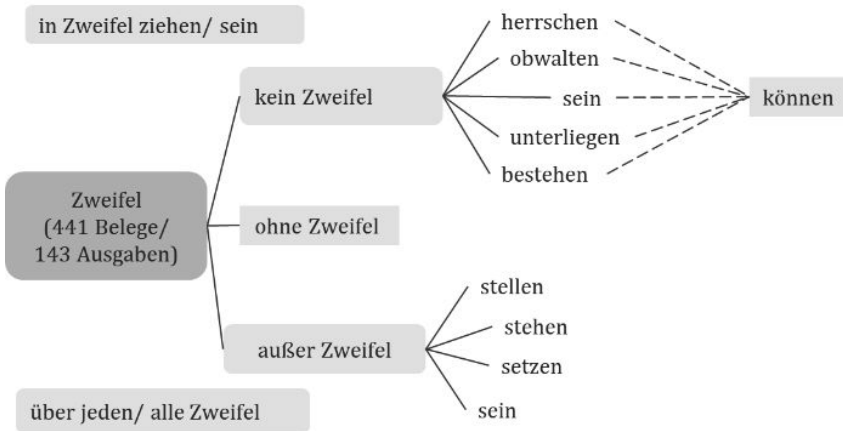 in Zweifel ziehen/ sein
herrschen
obwalten
kein Zweifel
sein
können
unterliegen
bestehen
Zweifel
(441 Belege/
143 Ausgaben)
ohne Zweifel
stellen
stehen
außer Zweifel
setzen
sein
über jeden/ alle Zweifel